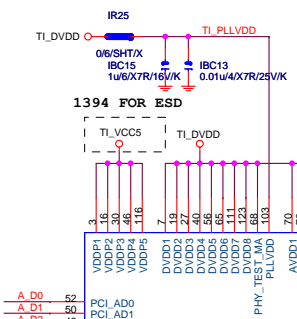 IR25
TI_DVDD
TI_PLLVDD
0/6/SHT/X
IBC15
1u/6/X7R/16V/K
IBC13
0.01u/4/X7R/25V/K
1394 FOR ESD
TI_VCC5
TI_DVDD
3
16
30
46
116
7
19
27
40
56
65
111
123
68
103
70
VDDP1
VDDP2
VDDP3
VDDP4
VDDP5
DVDD1
DVDD2
DVDD3
DVDD4
DVDD5
DVDD6
DVDD7
DVDD8
PHY_TEST_MA
PLLVDD
AVDD1
A_D0 52 PCI_AD0
A_D1 50 PCI_AD1